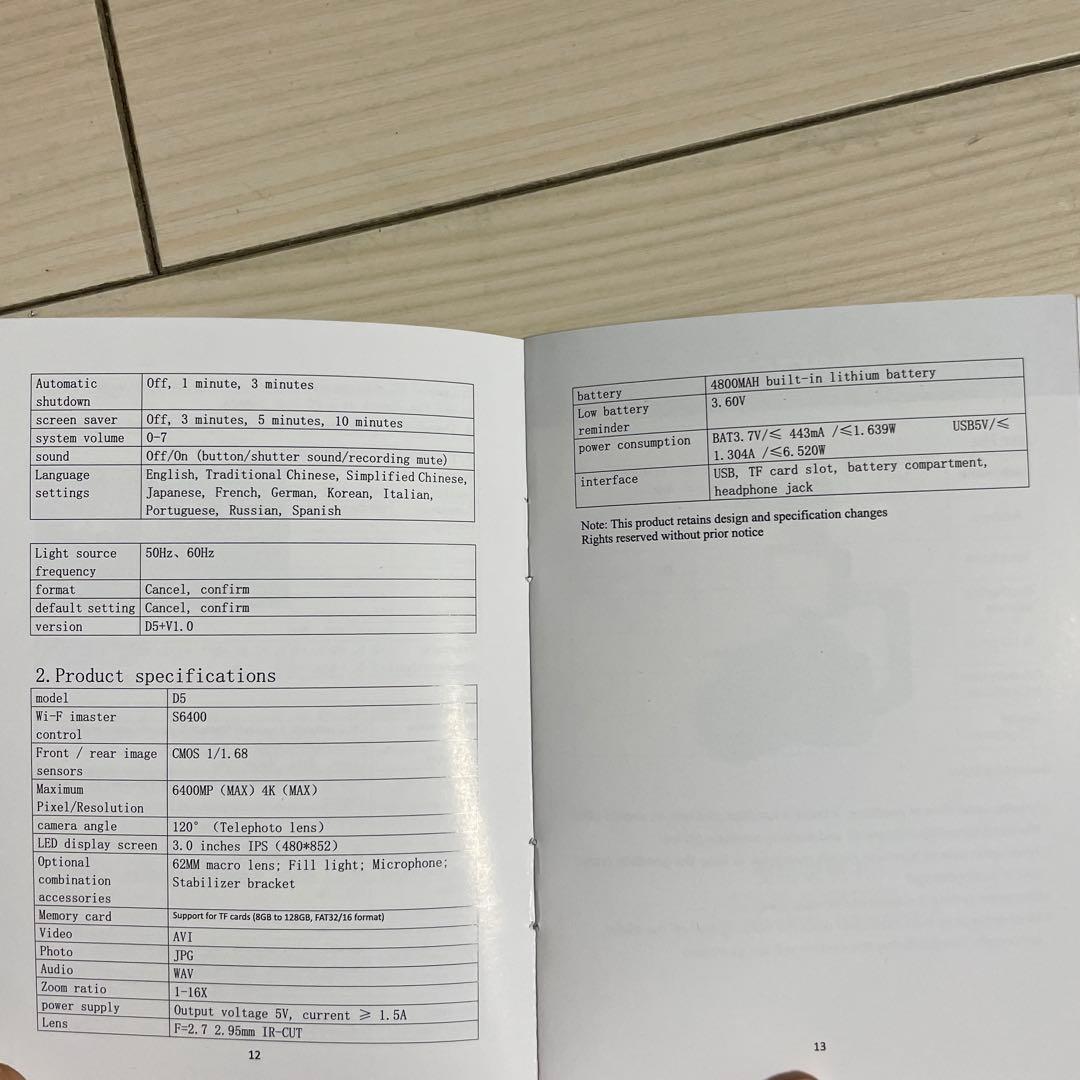 Automatic Off, 1 minute, 3 minutes
shutdown
screen saver Off, 3 minutes, 5 minutes, 10 minutes
system volume 0-7
sound Off/On (button/shutter sound/recording mute)
Language English, Traditional Chinese, Simplified Chinese,
settings Japanese, French, German, Korean, Italian,
Portuguese, Russian, Spanish
Light source 50Hz、60Hz
frequency
format Cancel, confirm
default setting Cancel, confirm
version D5+V1.0
2.Product specifications
model D5
Wi-F imaster S6400
control
Front / rear image CMOS 1/1.68
sensors
Maximum 6400MP (MAX) 4K (MAX)
Pixel/Resolution
camera angle 120° (Telephoto lens)
LED display screen 3.0 inches IPS (480*852)
Optional 62MM macro lens; Fill light; Microphone;
combination Stabilizer bracket
accessories
Memory card Support for TF cards (8GB to 128GB, FAT32/16 format)
Video AVI
Photo JPG
Audio WAV
Zoom ratio 1-16X
power supply Output voltage 5V, current ≥ 1.5A
Lens F=2.7 2.95mm IR-CUT
12
battery 4800MAH built-in lithium battery
Low battery 3.60V
reminder
power consumption BAT3.7V/≤ 443mA /≤1.639W USB5V/≤
1.304A /≤6.520W
interface USB, TF card slot, battery compartment,
headphone jack
Note: This product retains design and specification changes
Rights reserved without prior notice
13